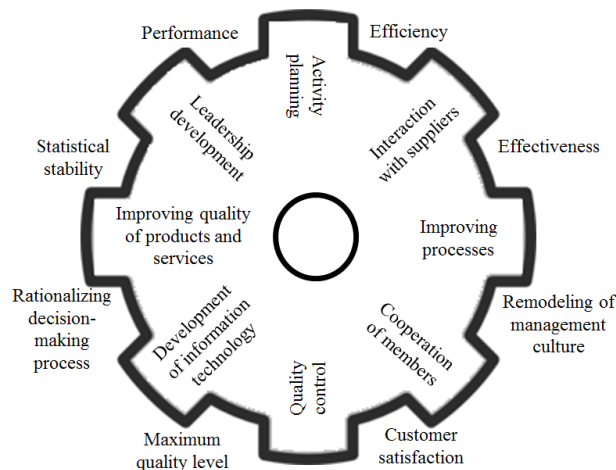 Performance
Efficiency
Activity
planning
Leadership
development
Interaction
with suppliers
Statistical
stability
Effectiveness
Improving quality
of products and
services
Improving
processes
Rationalizing
decision-
making
process
Development
of information
technology
Quality
control
Cooperation
of members
Remodeling of
management
culture
Maximum
quality level
Customer
satisfaction